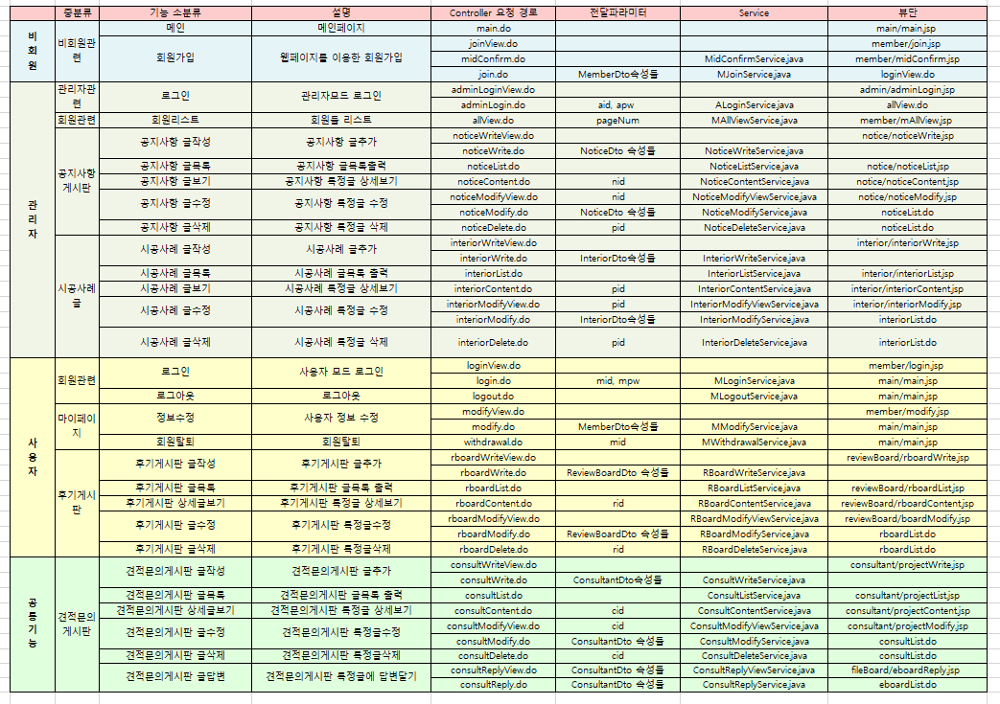 중분류 기능 소분류 설명 Controller 요청 경로 전달파라미터 Service 뷰단
비회원 비회원관련 메인 메인페이지 main.do main/main.jsp
회원가입 웹페이지를 이용한 회원가입 joinView.do member/join.jsp
midConfirm.do MidConfirmService.java member/midConfirm.jsp
join.do MemberDto속성들 MJoinService.java loginView.do
관리자 관리자관련 로그인 관리자모드 로그인 adminLoginView.do admin/adminLogin.jsp
adminLogin.do aid, apw ALoginService.java allView.do
회원관련 회원리스트 회원들 리스트 allView.do pageNum MAllViewService.java member/mAllView.jsp
공지사항 게시판 공지사항 글작성 공지사항 글추가 noticeWriteView.do notice/noticeWrite.jsp
noticeWrite.do NoticeDto 속성들 NoticeWriteService.java
공지사항 글목록 공지사항 글목록출력 noticeList.do NoticeListService.java notice/noticeList.jsp
공지사항 글보기 공지사항 특정글 상세보기 noticeContent.do nid NoticeContentService.java notice/noticeContent.jsp
공지사항 글수정 공지사항 특정글 수정 noticeModifyView.do nid NoticeModifyViewService.java notice/noticeModify.jsp
noticeModify.do NoticeDto 속성들 NoticeModifyService.java noticeList.do
공지사항 글삭제 공지사항 특정글 삭제 noticeDelete.do pid NoticeDeleteService.java noticeList.do
시공사례글 시공사례 글작성 시공사례 글추가 interiorWriteView.do interior/interiorWrite.jsp
interiorWrite.do InteriorDto속성들 InteriorWriteService.java
시공사례 글목록 시공사례 글목록 출력 interiorList.do InteriorListService.java interior/interiorList.jsp
시공사례 글보기 시공사례 특정글 상세보기 interiorContent.do pid InteriorContentService.java interior/interiorContent.jsp
시공사례 글수정 시공사례 특정글 수정 interiorModifyView.do pid InteriorModifyViewService.java interior/interiorModify.jsp
interiorModify.do InteriorDto속성들 InteriorModifyService.java interiorList.do
시공사례 글삭제 시공사례 특정글 삭제 interiorDelete.do pid InteriorDeleteService.java interiorList.do
사용자 회원관련 로그인 사용자 모드 로그인 loginView.do member/login.jsp
login.do mid, mpw MLoginService.java main/main.jsp
로그아웃 로그아웃 logout.do MLogoutService.java main/main.jsp
마이페이지 정보수정 사용자 정보 수정 modifyView.do member/modify.jsp
modify.do MemberDto속성들 MModifyService.java main/main.jsp
회원탈퇴 회원탈퇴 withdrawal.do mid MWithdrawalService.java main/main.jsp
후기게시판 후기게시판 글작성 후기게시판 글추가 rboardWriteView.do reviewBoard/rboardWrite.jsp
rboardWrite.do ReviewBoardDto 속성들 RBoardWriteService.java
후기게시판 글목록 후기게시판 글목록 출력 rboardList.do RBoardListService.java reviewBoard/rboardList.jsp
후기게시판 상세글보기 후기게시판 특정글 상세보기 rboardContent.do rid RBoardContentService.java reviewBoard/rboardContent.jsp
후기게시판 글수정 후기게시판 특정글수정 rboardModifyView.do RBoardModifyViewService.java reviewBoard/boardModify.jsp
rboardModify.do ReviewBoardDto 속성들 RBoardModifyService.java rboardList.do
후기게시판 글삭제 후기게시판 특정글삭제 rboardDelete.do rid RBoardDeleteService.java rboardList.do
공통기능 견적문의게시판 견적문의게시판 글작성 견적문의게시판 글추가 consultWriteView.do consultant/projectWrite.jsp
consultWrite.do ConsultantDto속성들 ConsultWriteService.java
견적문의게시판 글목록 견적문의게시판 글목록 출력 consultList.do ConsultListService.java consultant/projectList.jsp
견적문의게시판 상세글보기 견적문의게시판 특정글 상세보기 consultContent.do cid ConsultContentService.java consultant/projectContent.jsp
견적문의게시판 글수정 견적문의게시판 특정글수정 consultModifyView.do cid ConsultModifyViewService.java consultant/projectModify.jsp
consultModify.do ConsultantDto 속성들 ConsultModifyService.java consultList.do
견적문의게시판 글삭제 견적문의게시판 특정글삭제 consultDelete.do cid ConsultDeleteService.java consultList.do
견적문의게시판 글답변 견적문의게시판 특정글에 답변달기 consultReplyView.do ConsultantDto 속성들 ConsultReplyViewService.java fileBoard/eboardReply.jsp
consultReply.do ConsultantDto 속성들 ConsultReplyService.java eboardList.do